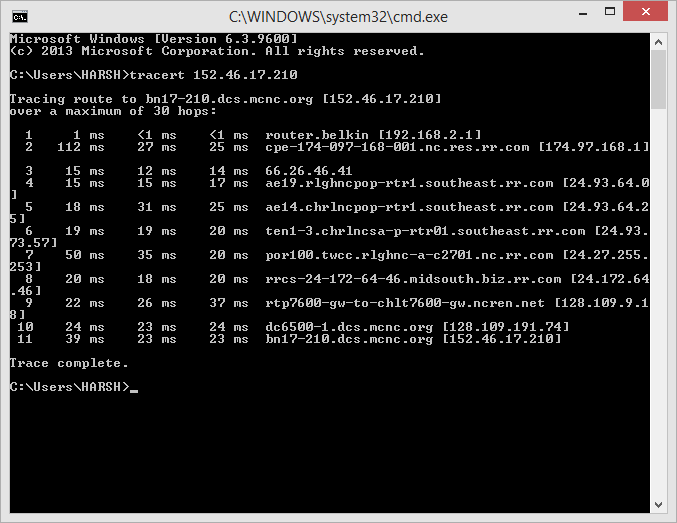 C:\WINDOWS\system32\cmd.exe
Microsoft Windows [Version 6.3.9600]
(c) 2013 Microsoft Corporation. All rights reserved.
C:\Users\HARSH>tracert 152.46.17.210
Tracing route to bn17-210.dcs.mcnc.org [152.46.17.210]
over a maximum of 30 hops:
1 1 ms <1 ms <1 ms router.belkin [192.168.2.1]
2 112 ms 27 ms 25 ms cpe-174-097-168-001.nc.res.rr.com [174.97.168.1]
3 15 ms 12 ms 14 ms 66.26.46.41
4 15 ms 15 ms 17 ms ae19.rlghncpop-rtr1.southeast.rr.com [24.93.64.0
]
5 18 ms 31 ms 25 ms ae14.chrlncpop-rtr1.southeast.rr.com [24.93.64.2
5]
6 19 ms 19 ms 20 ms ten1-3.chrlncsa-p-rtr01.southeast.rr.com [24.93.
73.57]
7 50 ms 35 ms 20 ms por100.twcc.rlghnc-a-c2701.nc.rr.com [24.27.255.
253]
8 20 ms 18 ms 20 ms rrcs-24-172-64-46.midsouth.biz.rr.com [24.172.64
.46]
9 22 ms 26 ms 37 ms rtp7600-gw-to-chlt7600-gw.ncren.net [128.109.9.1
8]
10 24 ms 23 ms 24 ms dc6500-1.dcs.mcnc.org [128.109.191.74]
11 39 ms 23 ms 23 ms bn17-210.dcs.mcnc.org [152.46.17.210]
Trace complete.
C:\Users\HARSH>_